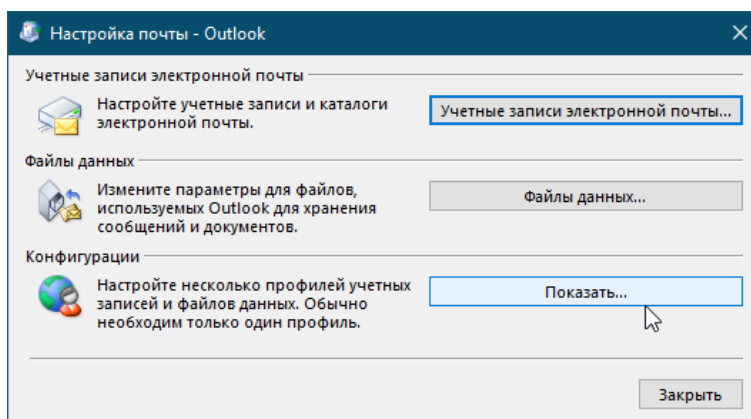 Настройка почты - Outlook
Учетные записи электронной почты
Настройте учетные записи и каталоги
электронной почты.
Учетные записи электронной почты...
Файлы данных
Измените параметры для файлов,
используемых Outlook для хранения
сообщений и документов.
Файлы данных...
Конфигурации
Настройте несколько профилей учетных
записей и файлов данных. Обычно
необходим только один профиль.
Показать...
Закрыть